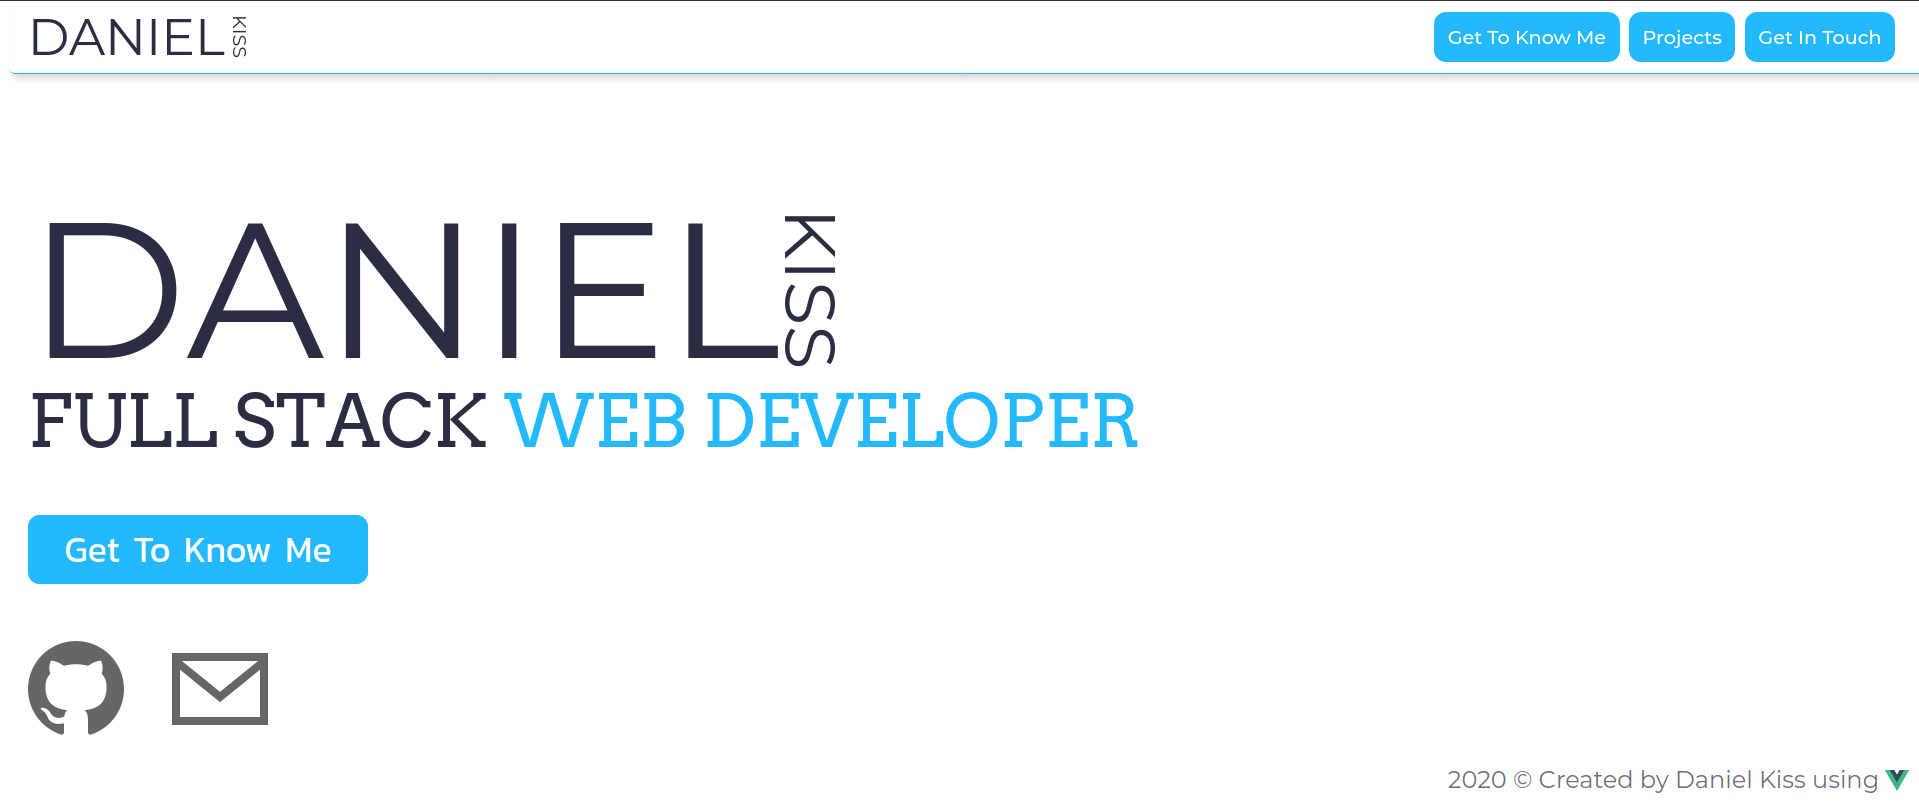 DANIEL KISS
Get To Know Me
Projects
Get In Touch
DANIEL KISS
FULL STACK WEB DEVELOPER
Get To Know Me
2020 © Created by Daniel Kiss using